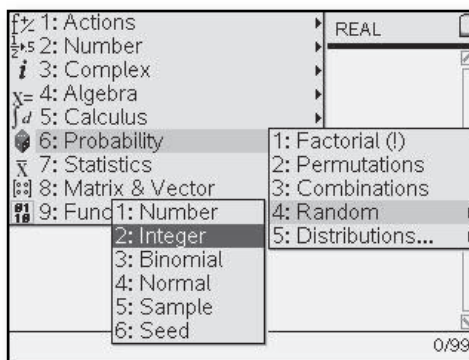 1: Actions
2: Number
3: Complex
4: Algebra
5: Calculus
6: Probability
7: Statistics
8: Matrix & Vector
9: Func
REAL
1: Factorial (!)
2: Permutations
3: Combinations
4: Random
5: Distributions...
1: Number
2: Integer
3: Binomial
4: Normal
5: Sample
6: Seed
0/99